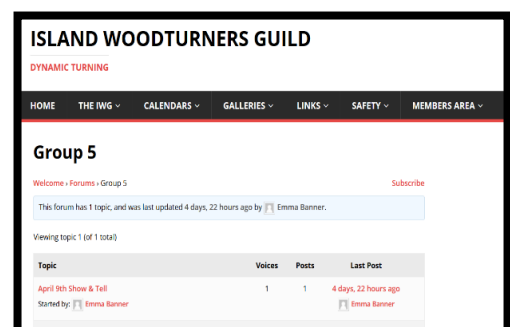 ISLAND WOODTURNERS GUILD
DYNAMIC TURNING
HOME THE IWG CALENDARS GALLERIES LINKS SAFETY MEMBERS AREA
Group 5
Welcome › Forums › Group 5 Subscribe
This forum has 1 topic, and was last updated 4 days, 22 hours ago by Emma Banner.
Viewing topic 1 (of 1 total)
Topic Voices Posts Last Post
April 9th Show & Tell 1 1 4 days, 22 hours ago
Started by: Emma Banner Emma Banner